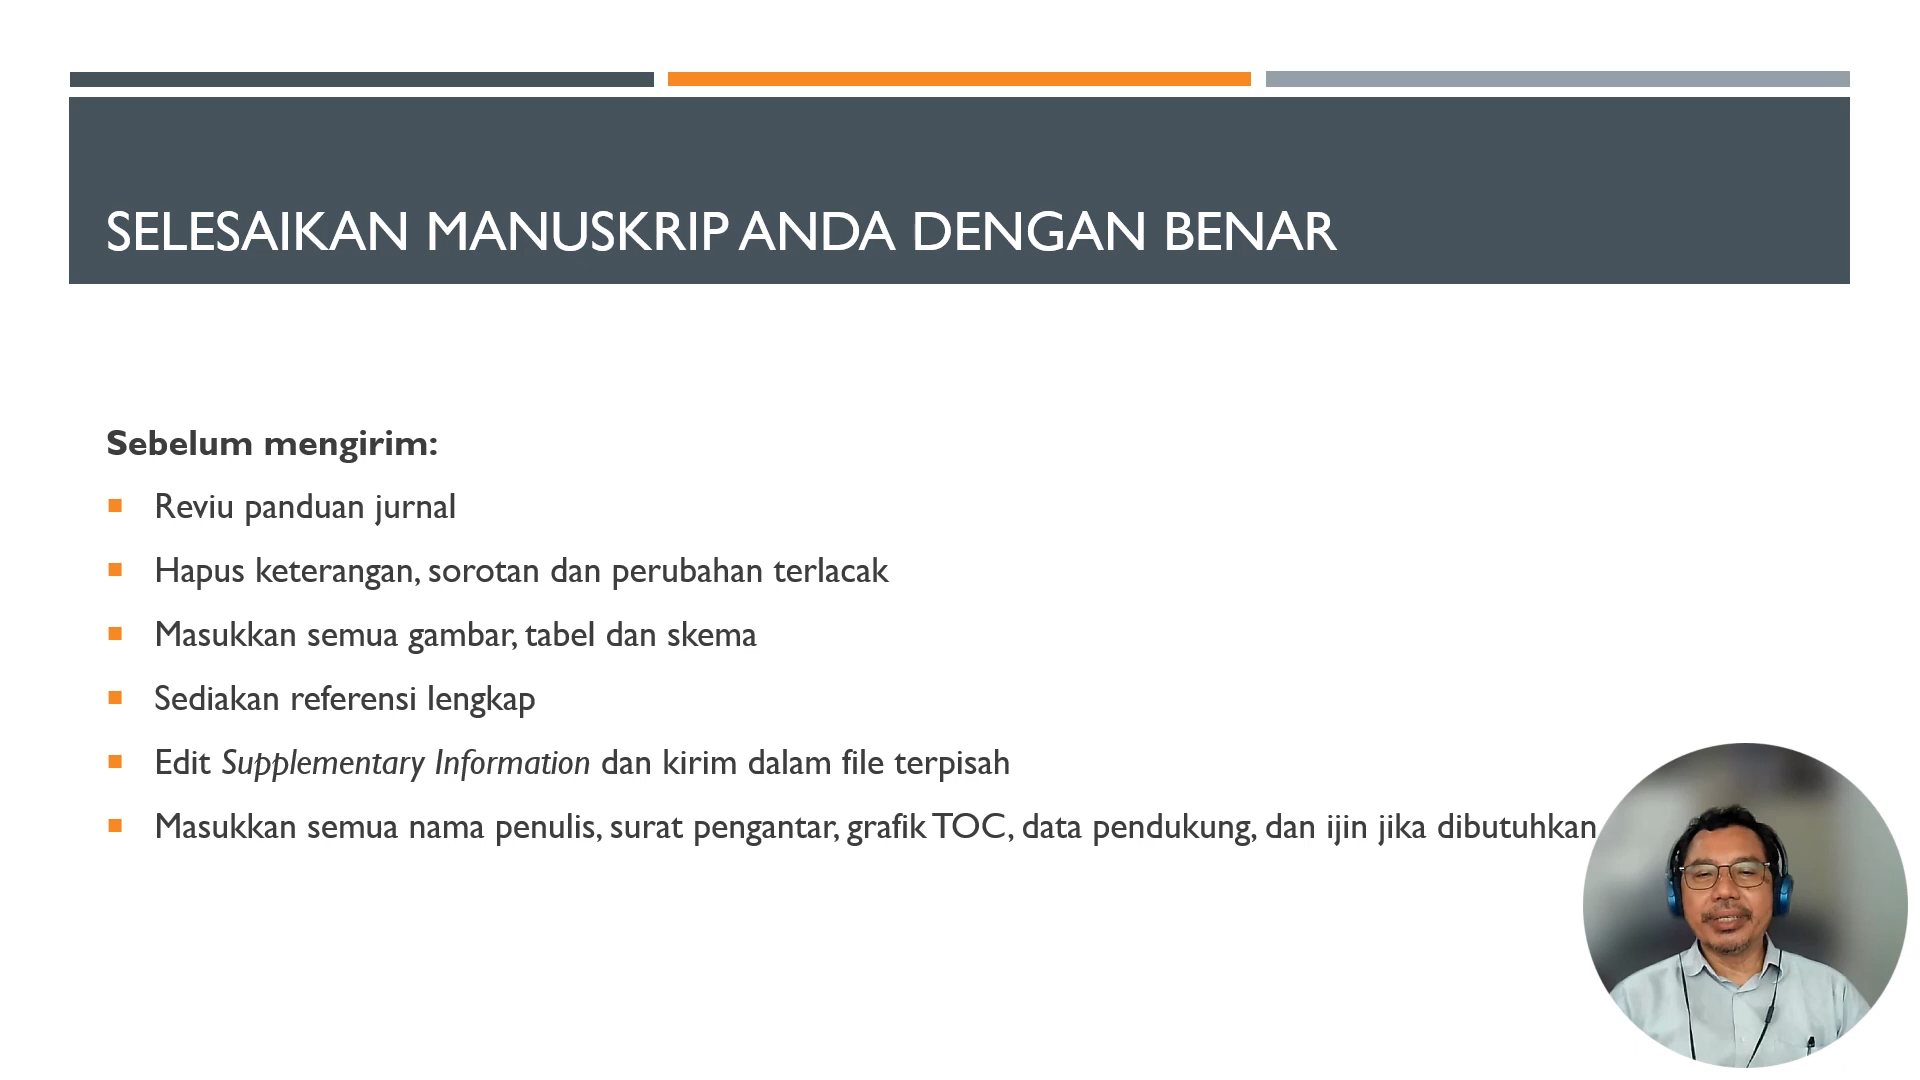 SELESAIKAN MANUSKRIP ANDA DENGAN BENAR
Sebelum mengirim:
Reviu panduan jurnal
Hapus keterangan, sorotan dan perubahan terlacak
Masukkan semua gambar, tabel dan skema
Sediakan referensi lengkap
Edit Supplementary Information dan kirim dalam file terpisah
Masukkan semua nama penulis, surat pengantar, grafik TOC, data pendukung, dan ijin jika dibutuhkan